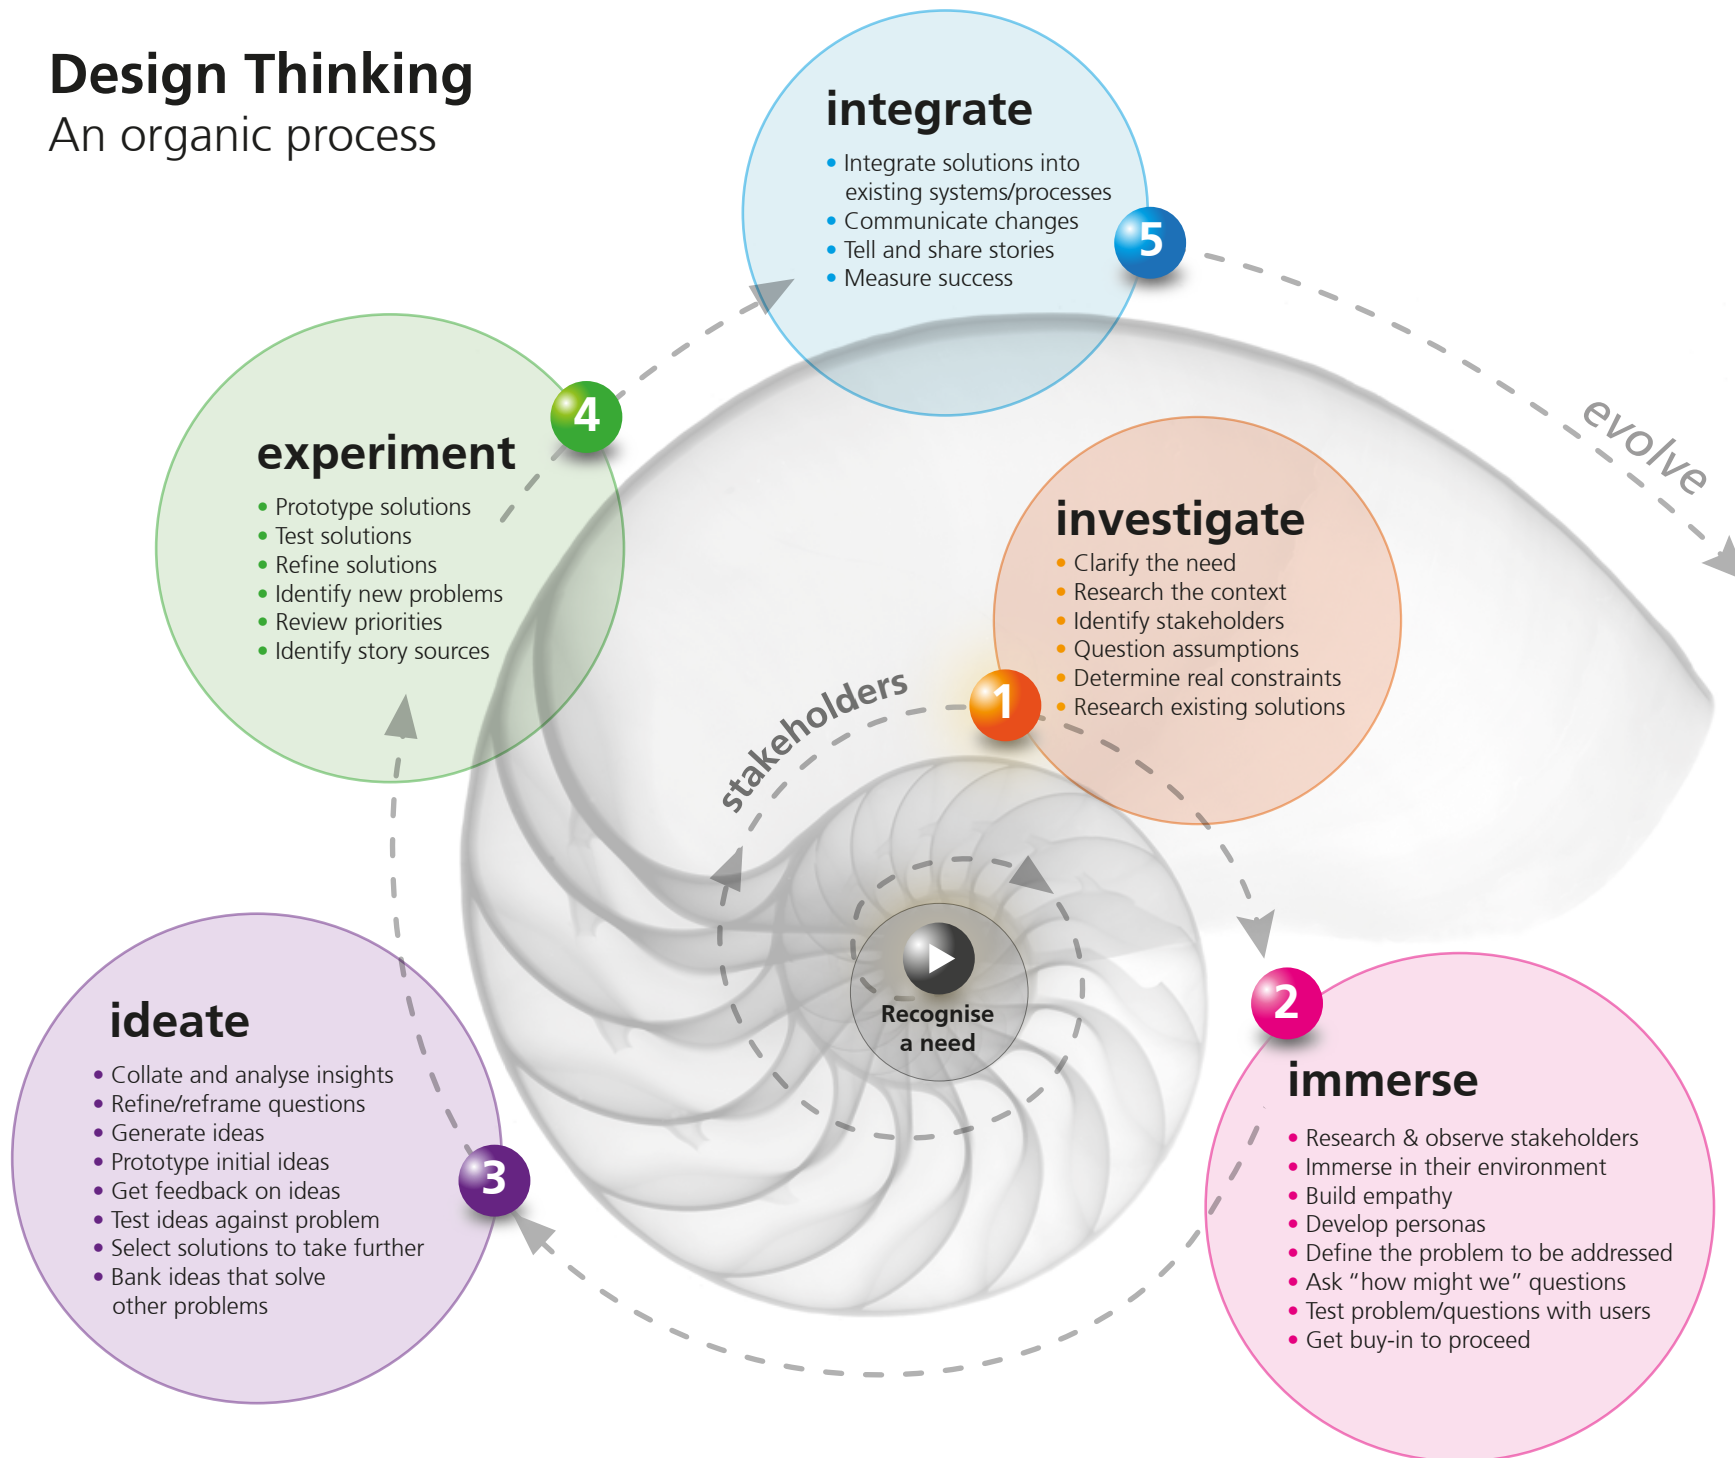 Design Thinking
An organic process
integrate
• Integrate solutions into
existing systems/processes
• Communicate changes
• Tell and share stories
• Measure success
5
evolve
4
experiment
• Prototype solutions
• Test solutions
• Refine solutions
• Identify new problems
• Review priorities
• Identify story sources
investigate
• Clarify the need
• Research the context
• Identify stakeholders
• Question assumptions
• Determine real constraints
• Research existing solutions
1
stakeholders
Recognise
a need
2
immerse
• Research & observe stakeholders
• Immerse in their environment
• Build empathy
• Develop personas
• Define the problem to be addressed
• Ask “how might we” questions
• Test problem/questions with users
• Get buy-in to proceed
ideate
• Collate and analyse insights
• Refine/reframe questions
• Generate ideas
• Prototype initial ideas
• Get feedback on ideas
• Test ideas against problem
• Select solutions to take further
• Bank ideas that solve
other problems
3